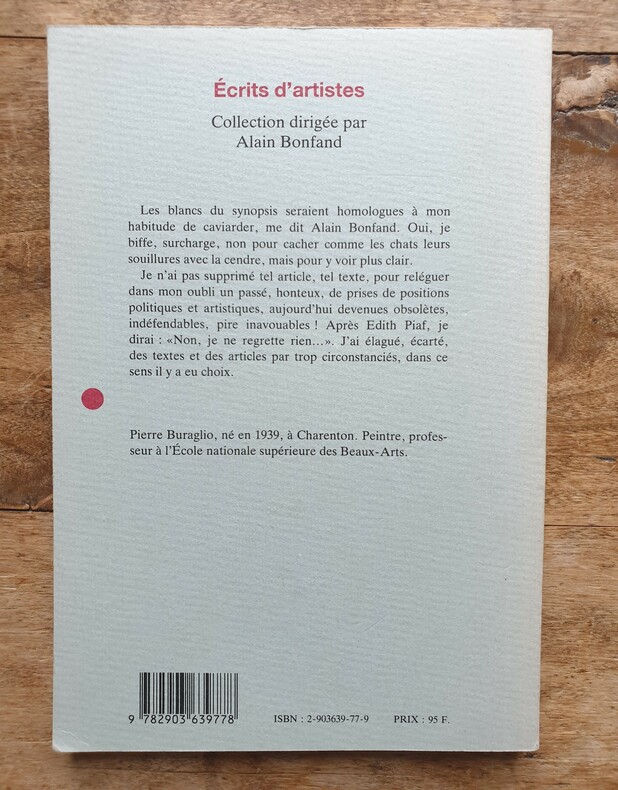 Écrits d'artistes
Collection dirigée par
Alain Bonfand
Les blancs du synopsis seraient homologues à mon
habitude de caviarder, me dit Alain Bonfand. Oui, je
biffe, surcharge, non pour cacher comme les chats leurs
souillures avec la cendre, mais pour y voir plus clair.
Je n'ai pas supprimé tel article, tel texte, pour reléguer
dans mon oubli un passé, honteux, de prises de positions
politiques et artistiques, aujourd'hui devenues obsolètes,
indéfendables, pire inavouables ! Après Edith Piaf, je
dirai : «Non, je ne regrette rien...». J'ai élagué, écarté,
des textes et des articles par trop circonstanciés, dans ce
sens il y a eu choix.
Pierre Buraglio, né en 1939, à Charenton. Peintre, profes-
seur à l'École nationale supérieure des Beaux-Arts.
9 782903 639778
ISBN : 2-903639-77-9
PRIX : 95 F.